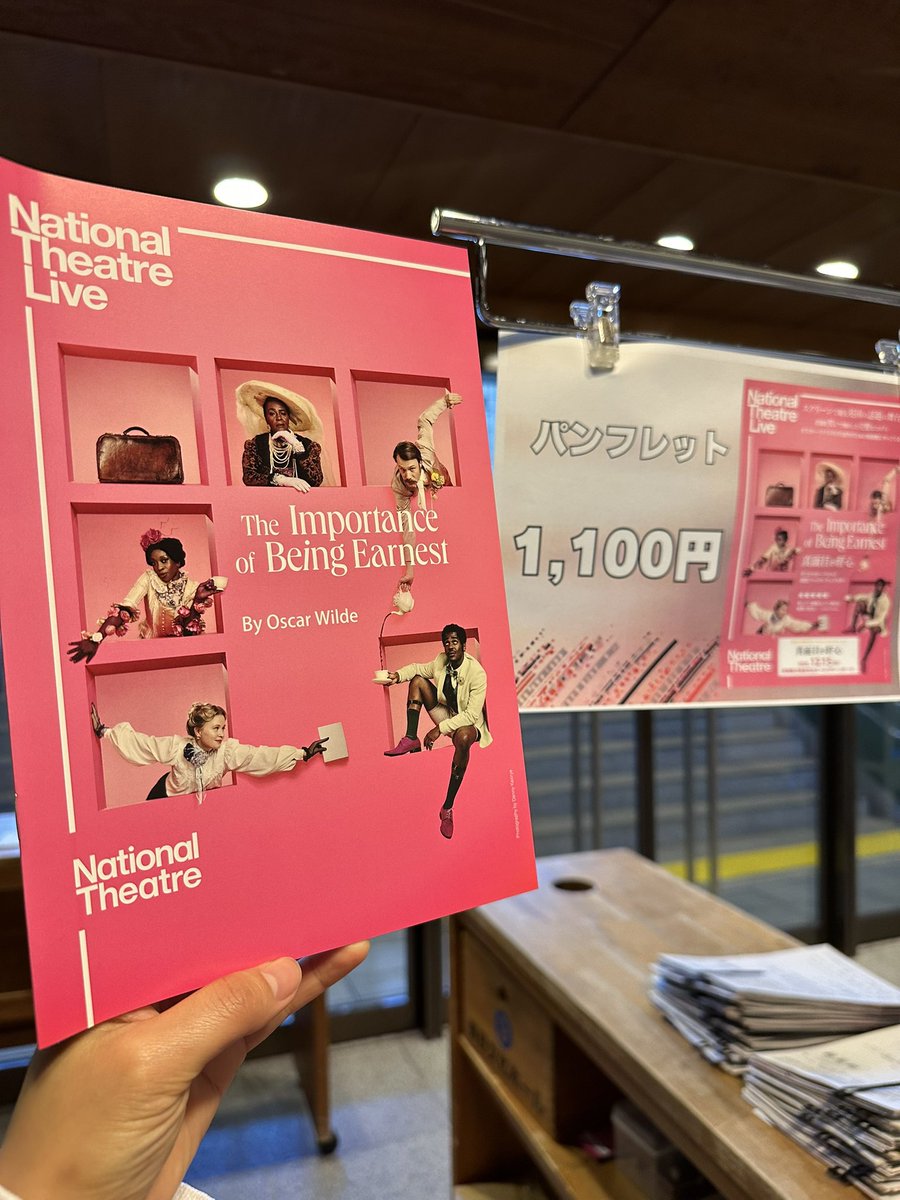 National
Theatre
Live
The Importance
of Being Earnest
By Oscar Wilde
National
Theatre
パンフレット
1,100円
National
Theatre
Live
The Importance
of Being Earnest
National
Theatre